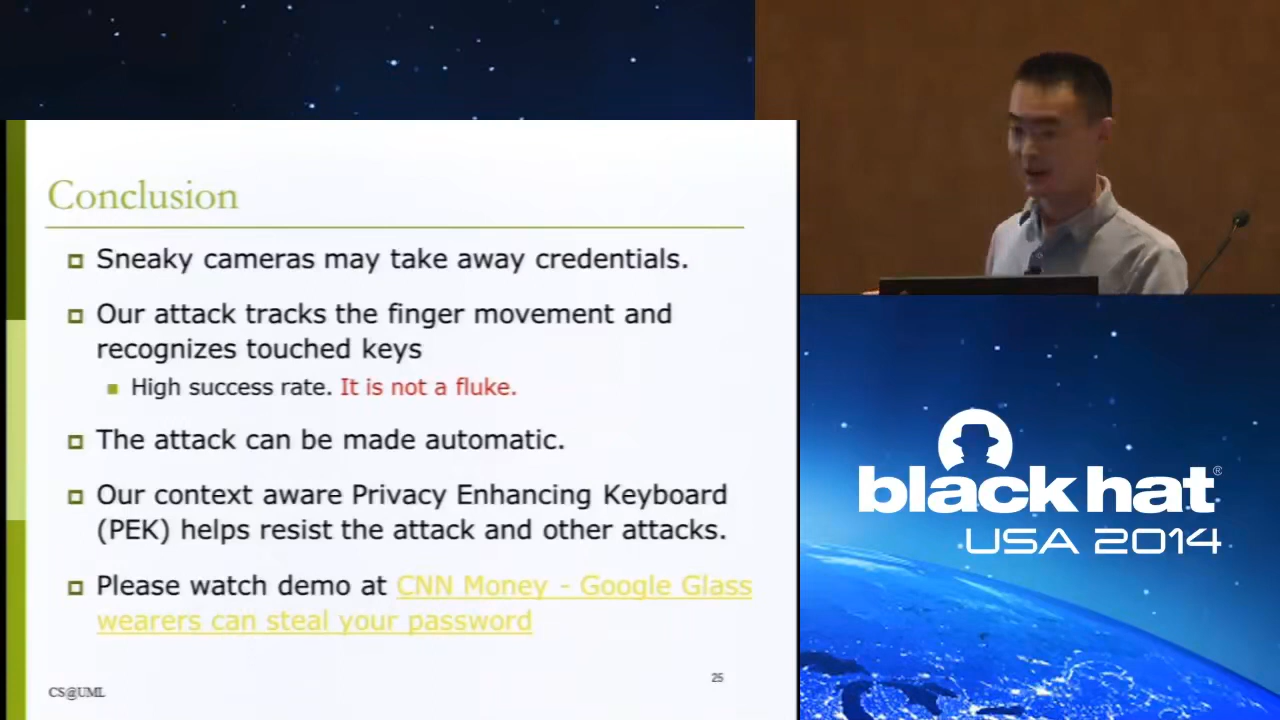 Conclusion
Sneaky cameras may take away credentials.
Our attack tracks the finger movement and
recognizes touched keys
High success rate. It is not a fluke.
The attack can be made automatic.
Our context aware Privacy Enhancing Keyboard
(PEK) helps resist the attack and other attacks.
Please watch demo at CNN Money - Google Glass
wearers can steal your password
CS@UML
25
black hat®
USA 2014